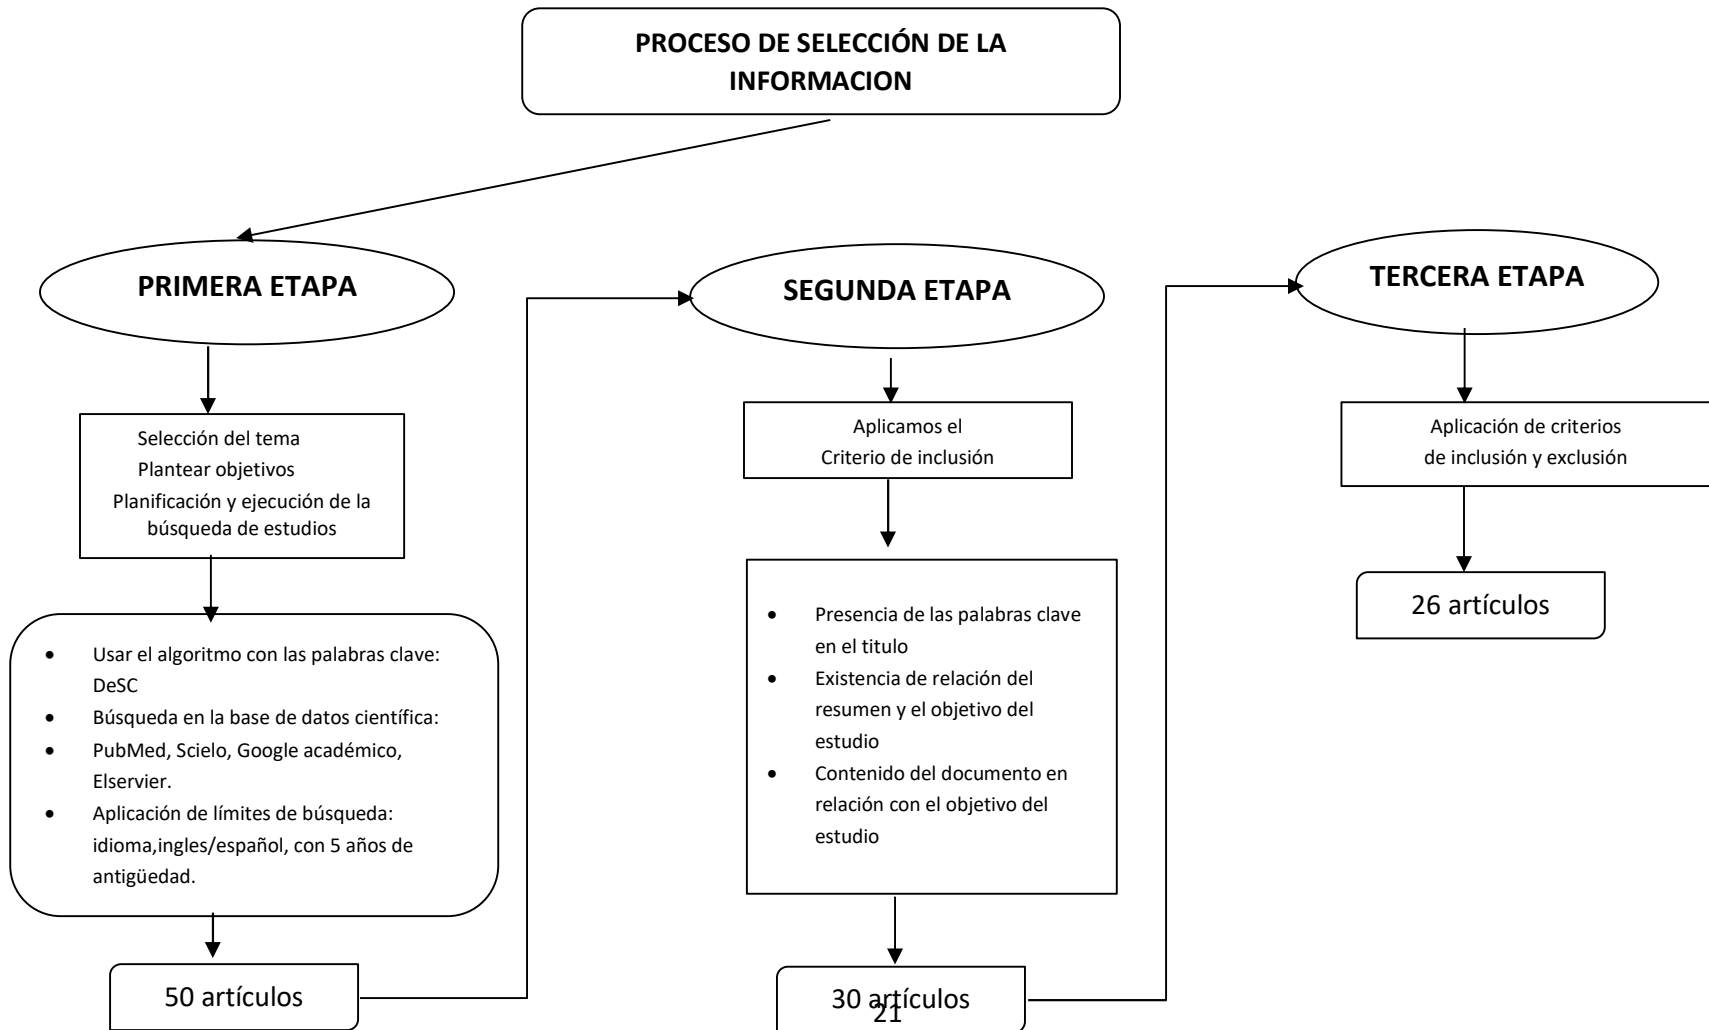 PROCESO DE SELECCIÓN DE LA
INFORMACION
PRIMERA ETAPA
Selección del tema
Plantear objetivos
Planificación y ejecución de la
búsqueda de estudios
• Usar el algoritmo con las palabras clave:
DeSC
• Búsqueda en la base de datos científica:
• PubMed, Scielo, Google académico,
Elservier.
• Aplicación de límites de búsqueda:
idioma,ingles/español, con 5 años de
antigüedad.
50 artículos
SEGUNDA ETAPA
Aplicamos el
Criterio de inclusión
• Presencia de las palabras clave
en el titulo
• Existencia de relación del
resumen y el objetivo del
estudio
• Contenido del documento en
relación con el objetivo del
estudio
30 artículos
21
TERCERA ETAPA
Aplicación de criterios
de inclusión y exclusión
26 artículos